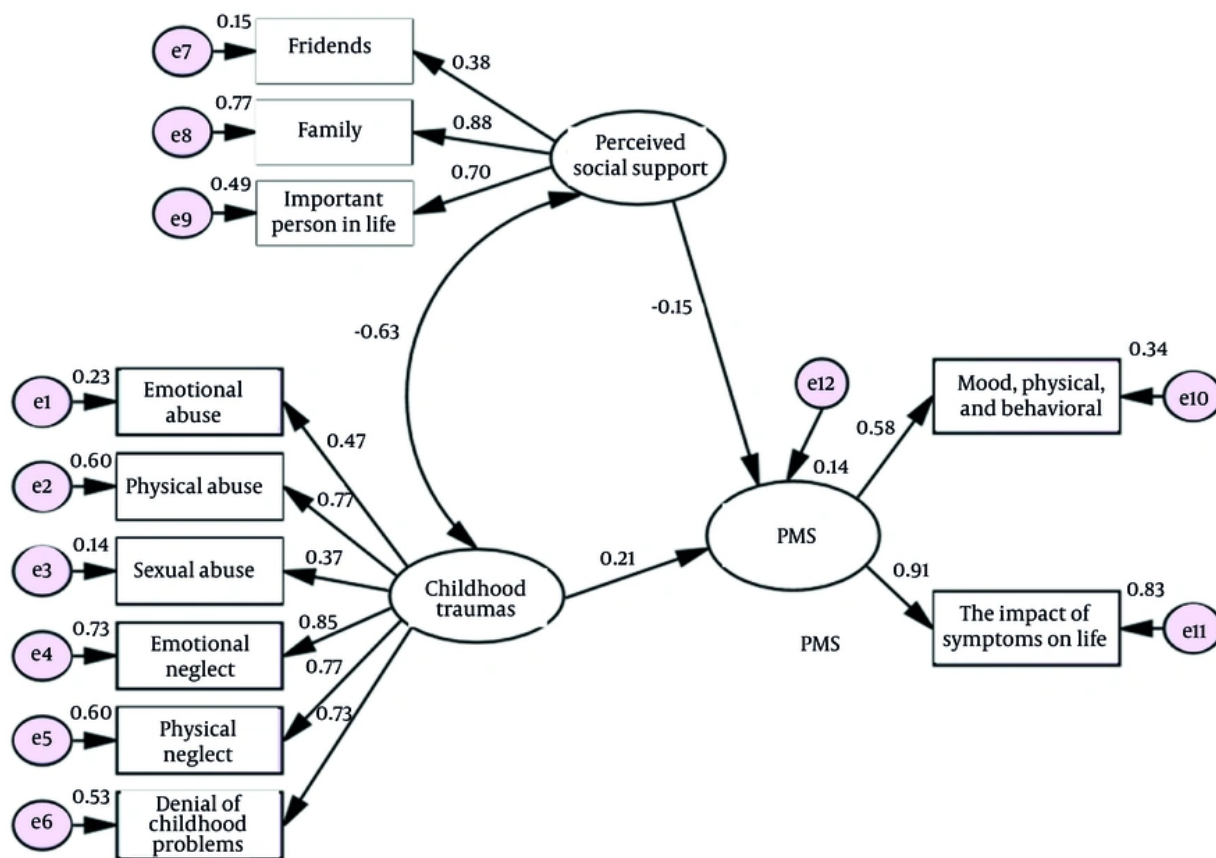 0.15
e7
Fridends
0.38
0.77
e8
Family
0.88
Perceived
social support
0.49
e9
Important
person in life
0.70
-0.63
-0.15
0.23
e1
Emotional
abuse
0.47
0.60
e2
Physical abuse
0.77
0.14
e3
Sexual abuse
0.37
0.73
e4
Emotional
neglect
0.85
0.60
e5
Physical
neglect
0.77
0.53
e6
Denial of
childhood
problems
0.73
Childhood
traumas
0.21
e12
0.14
PMS
PMS
0.58
Mood, physical,
and behavioral
0.34
e10
0.91
The impact of
symptoms on life
0.83
e11